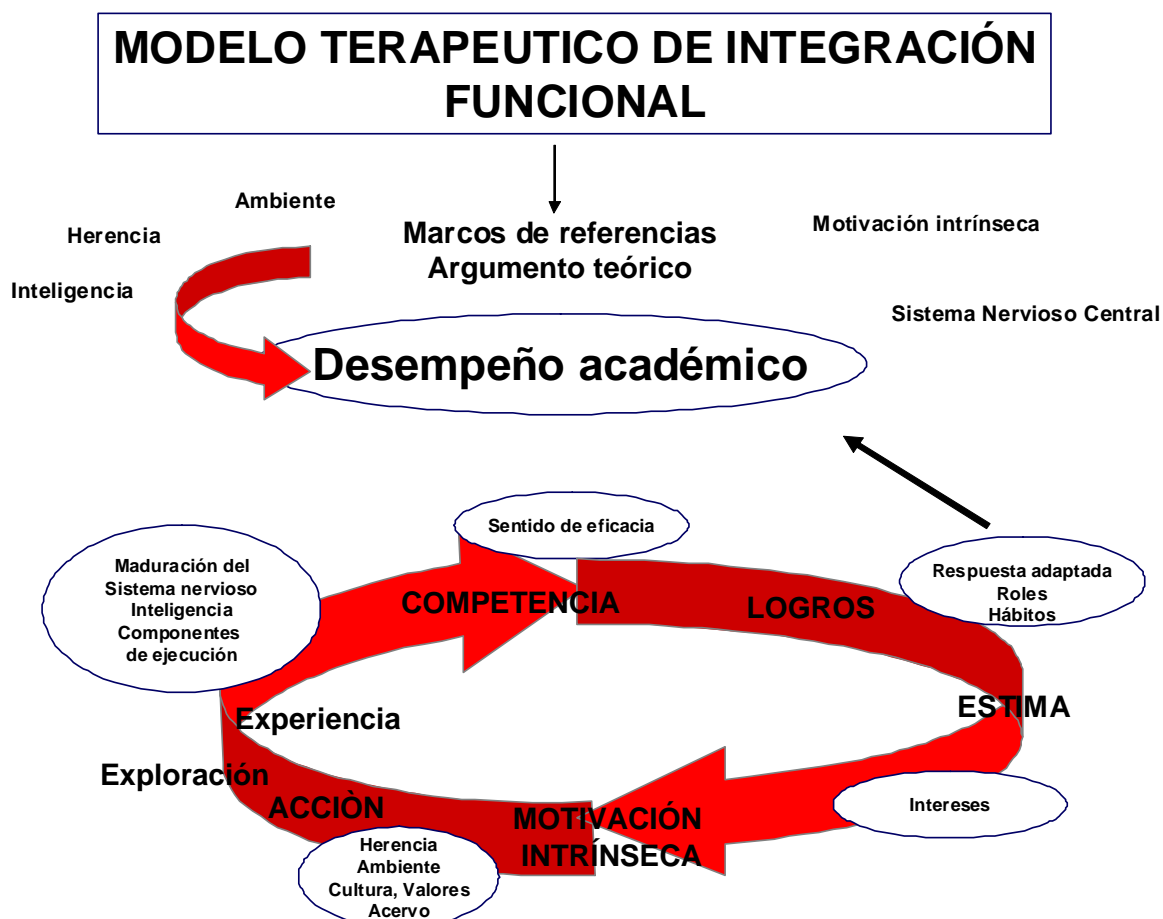 MODELO TERAPEUTICO DE INTEGRACIÓN
FUNCIONAL
Ambiente
Herencia
Inteligencia
Marcos de referencias
Argumento teórico
Motivación intrínseca
Sistema Nervioso Central
Desempeño académico
Sentido de eficacia
Maduración del
Sistema nervioso
Inteligencia
Componentes
de ejecución
COMPETENCIA
LOGROS
Respuesta adaptada
Roles
Hábitos
ESTIMA
Experiencia
Exploración
ACCIÒN
MOTIVACIÓN
INTRÍNSECA
Intereses
Herencia
Ambiente
Cultura, Valores
Acervo